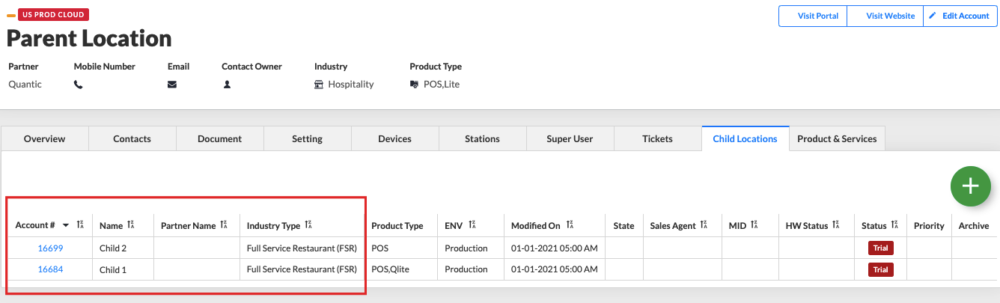 US PROD CLOUD
Visit Portal Visit Website Edit Account
Parent Location
Partner Mobile Number Email Contact Owner Industry Product Type
Quantic Hospitality POS,Lite
Overview Contacts Document Setting Devices Stations Super User Tickets Child Locations Product & Services
Account # Name Partner Name Industry Type Product Type ENV Modified On State Sales Agent MID HW Status Status Priority Archive
16699 Child 2 Full Service Restaurant (FSR) POS Production 01-01-2021 05:00 AM Trial
16684 Child 1 Full Service Restaurant (FSR) POS,Qlite Production 01-01-2021 05:00 AM Trial